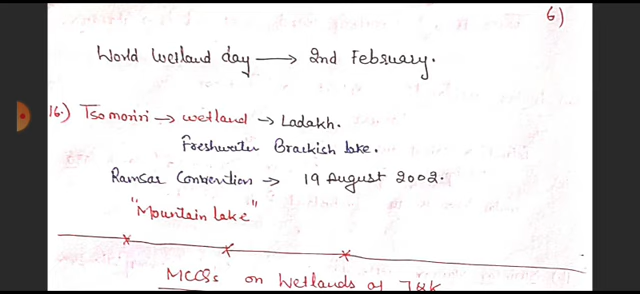 6)
World Wetland day → 2nd February.
16.) Tsomoriri → wetland → Ladakh.
Freshwater Brackish lake.
Ramsar Convention → 19 August 2002.
"Mountain lake"
MCQs on Wetlands of J&K